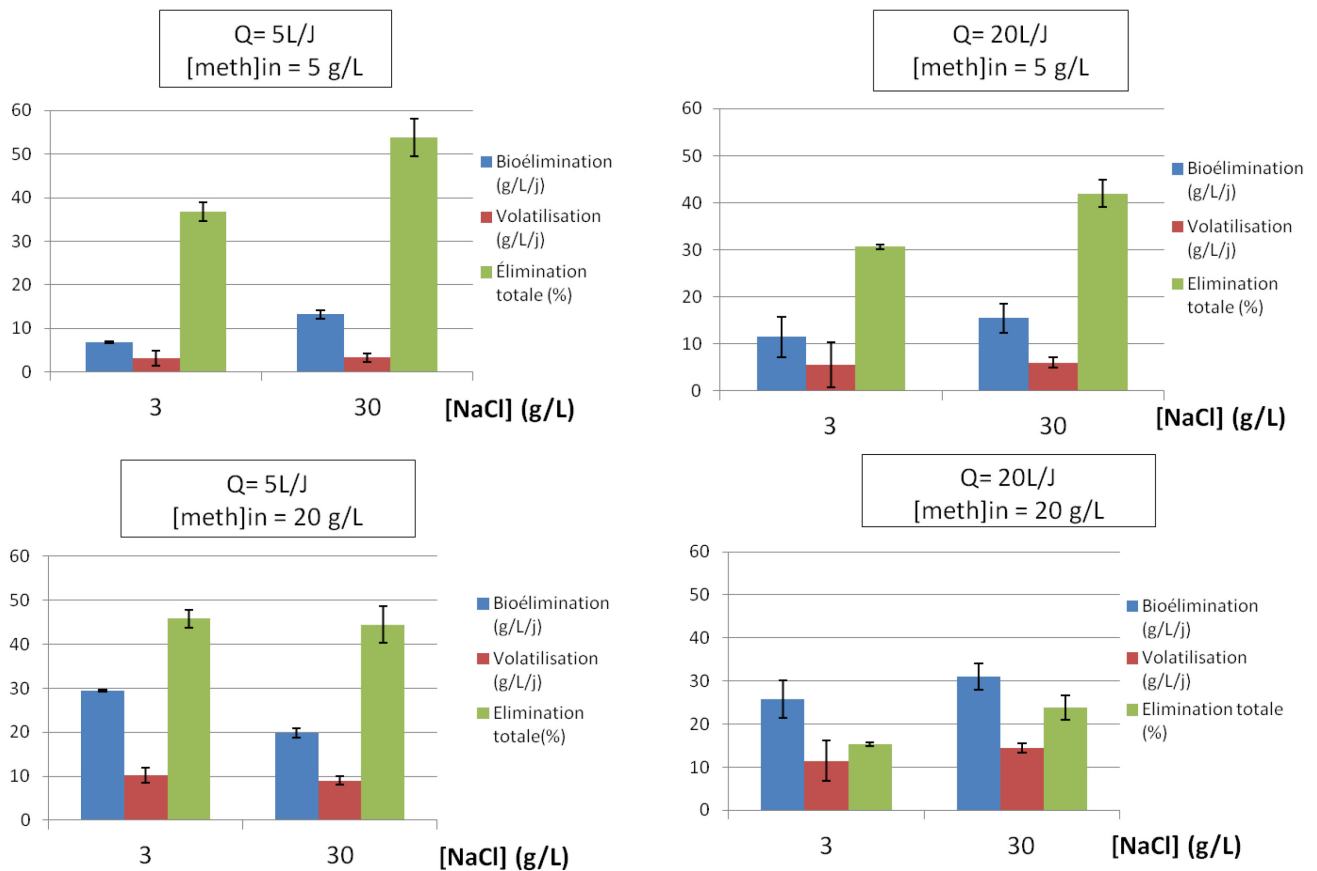 Q= 5L/J
[meth]in = 5 g/L
60
50
40
30
20
10
0
3
30
[NaCl] (g/L)
Bioélimination
(g/L/j)
Volatilisation
(g/L/j)
Élimination
totale (%)
Q= 20L/J
[meth]in = 5 g/L
60
50
40
30
20
10
0
3
30
[NaCl] (g/L)
Bioélimination
(g/L/j)
Volatilisation
(g/L/j)
Elimination
totale (%)
Q= 5L/J
[meth]in = 20 g/L
60
50
40
30
20
10
0
3
30
[NaCl] (g/L)
Bioélimination
(g/L/j)
Volatilisation
(g/L/j)
Elimination
totale(%)
Q= 20L/J
[meth]in = 20 g/L
60
50
40
30
20
10
0
3
30
[NaCl] (g/L)
Bioélimination
(g/L/j)
Volatilisation
(g/L/j)
Elimination totale
(%)